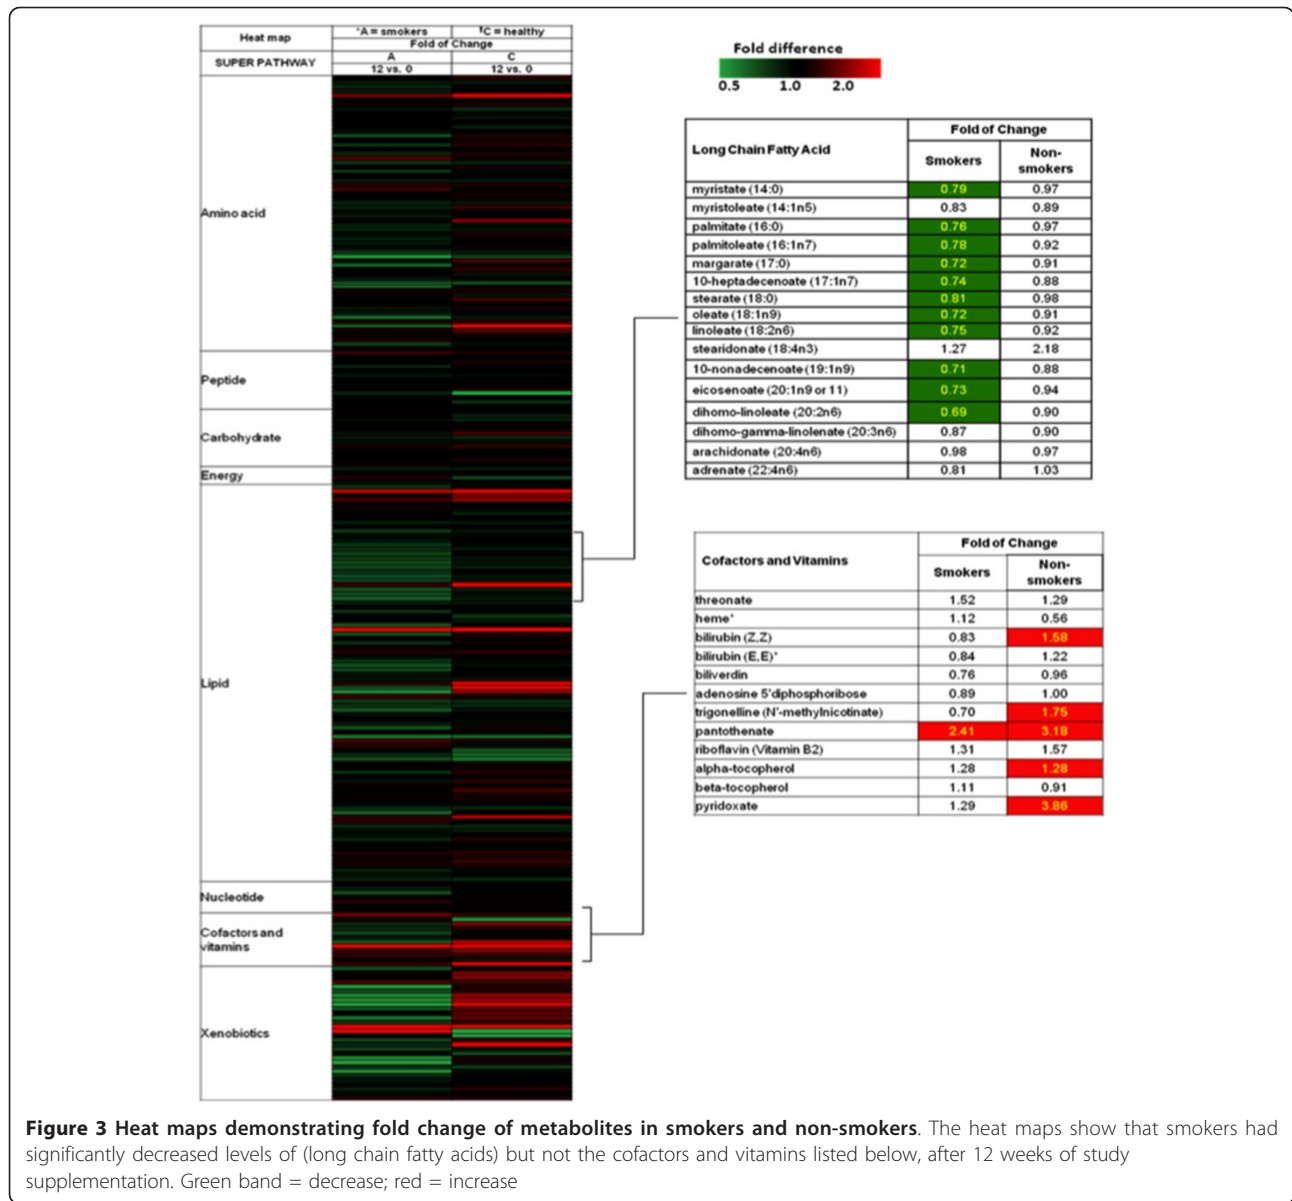 Heat map
*A = smokers
†C = healthy
Fold of Change
SUPER PATHWAY
A
C
12 vs. 0
12 vs. 0
Amino acid
Peptide
Carbohydrate
Energy
Lipid
Nucleotide
Cofactors and
vitamins
Xenobiotics
Fold difference
0.5 1.0 2.0
Long Chain Fatty Acid
Fold of Change
Smokers
Non-
smokers
myristate (14:0) 0.79 0.97
myristoleate (14:1n5) 0.83 0.89
palmitate (16:0) 0.76 0.97
palmitoleate (16:1n7) 0.78 0.92
margarate (17:0) 0.72 0.91
10-heptadecenoate (17:1n7) 0.74 0.88
stearate (18:0) 0.81 0.98
oleate (18:1n9) 0.72 0.91
linoleate (18:2n6) 0.75 0.92
stearidonate (18:4n3) 1.27 2.18
10-nonadecenoate (19:1n9) 0.71 0.88
eicosenoate (20:1n9 or 11) 0.73 0.94
dihomo-linoleate (20:2n6) 0.69 0.90
dihomo-gamma-linolenate (20:3n6) 0.87 0.90
arachidonate (20:4n6) 0.98 0.97
adrenate (22:4n6) 0.81 1.03
Cofactors and Vitamins
Fold of Change
Smokers
Non-
smokers
threonate 1.52 1.29
heme* 1.12 0.56
bilirubin (Z,Z) 0.83 1.58
bilirubin (E,E)* 0.84 1.22
biliverdin 0.76 0.96
adenosine 5'diphosphoribose 0.89 1.00
trigonelline (N'-methylnicotinate) 0.70 1.75
pantothenate 2.41 3.18
riboflavin (Vitamin B2) 1.31 1.57
alpha-tocopherol 1.28 1.28
beta-tocopherol 1.11 0.91
pyridoxate 1.29 3.86
Figure 3 Heat maps demonstrating fold change of metabolites in smokers and non-smokers. The heat maps show that smokers had
significantly decreased levels of (long chain fatty acids) but not the cofactors and vitamins listed below, after 12 weeks of study
supplementation. Green band = decrease; red = increase